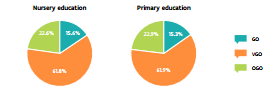 Nursery education
Primary education
22.6%
15.6%
61.8%
22.9%
15.3%
61.9%
GO
VGO
OGO